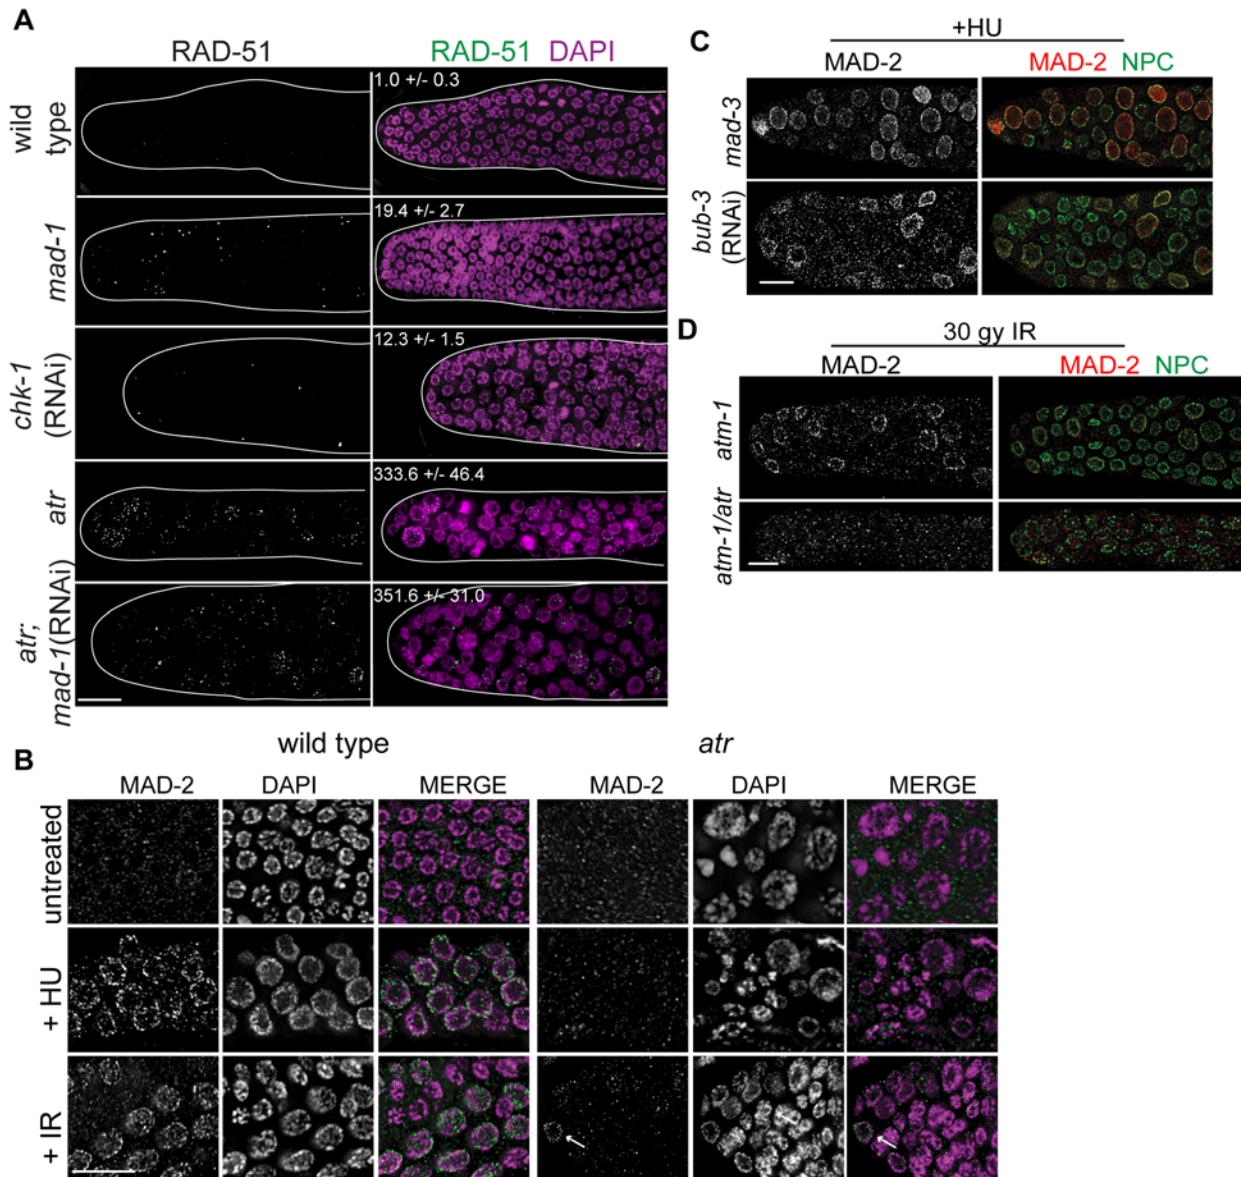 A
RAD-51
RAD-51 DAPI
wild type
1.0 +/- 0.3
mad-1
19.4 +/- 2.7
chk-1 (RNAi)
12.3 +/- 1.5
atr
333.6 +/- 46.4
atr; mad-1(RNAi)
351.6 +/- 31.0
B
wild type
atr
MAD-2
DAPI
MERGE
MAD-2
DAPI
MERGE
untreated
+ HU
+ IR
C
+HU
MAD-2
MAD-2 NPC
mad-3
bub-3 (RNAi)
D
30 gy IR
MAD-2
MAD-2 NPC
atm-1
atm-1/atr